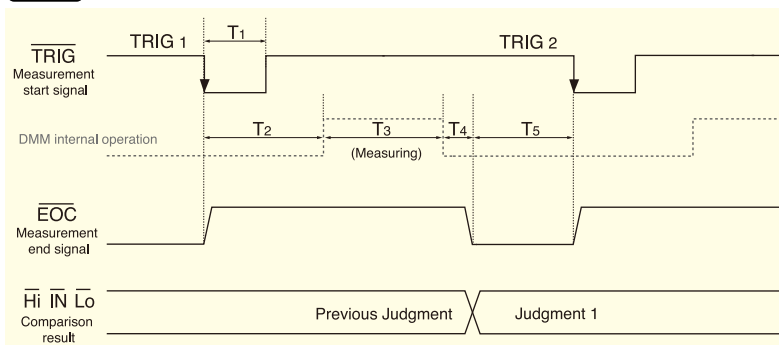 TRIG 1
T1
TRIG 2
TRIG
Measurement
start signal
DMM internal operation
T2
T3
T4
T5
(Measuring)
EOC
Measurement
end signal
Hi IN Lo
Comparison
result
Previous Judgment
Judgment 1